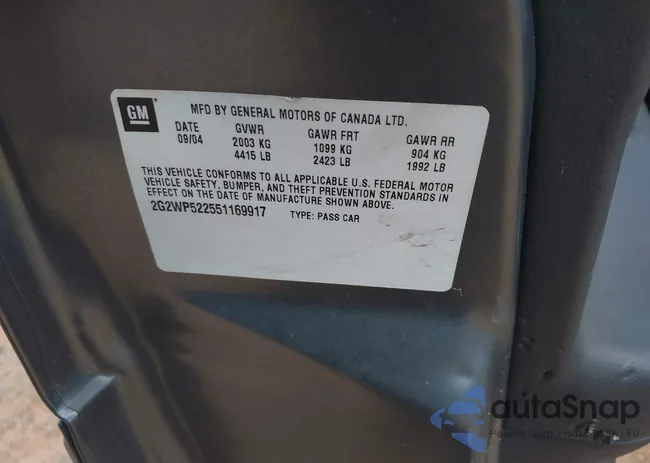 GM
MFD BY GENERAL MOTORS OF CANADA LTD.
DATE GVWR GAWR FRT GAWR RR
09/04 2003 KG 1099 KG 904 KG
4415 LB 2423 LB 1992 LB
THIS VEHICLE CONFORMS TO ALL APPLICABLE U.S. FEDERAL MOTOR
VEHICLE SAFETY, BUMPER, AND THEFT PREVENTION STANDARDS IN
EFFECT ON THE DATE OF MANUFACTURE SHOWN ABOVE.
2G2WP522551169917 TYPE: PASS CAR
autaSnap